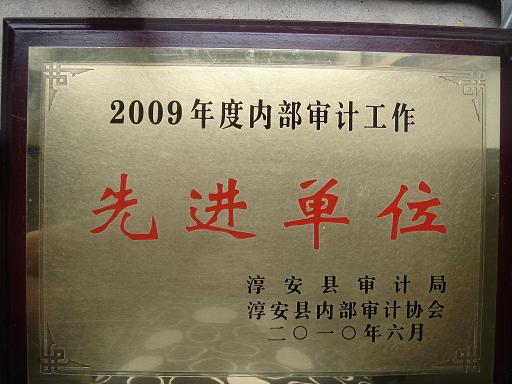 2009年度内部审计工作
先进单位
淳安县审计局
淳安县内部审计协会
二〇一〇年六月